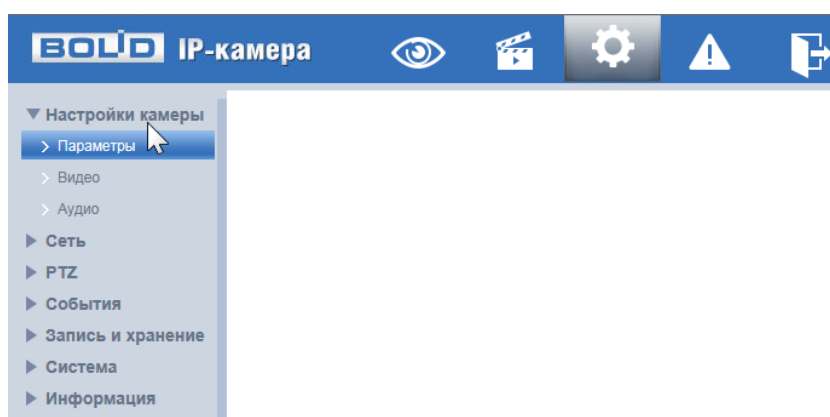 BOLID IP-камера
Настройки камеры
Параметры
Видео
Аудио
Сеть
PTZ
События
Запись и хранение
Система
Информация